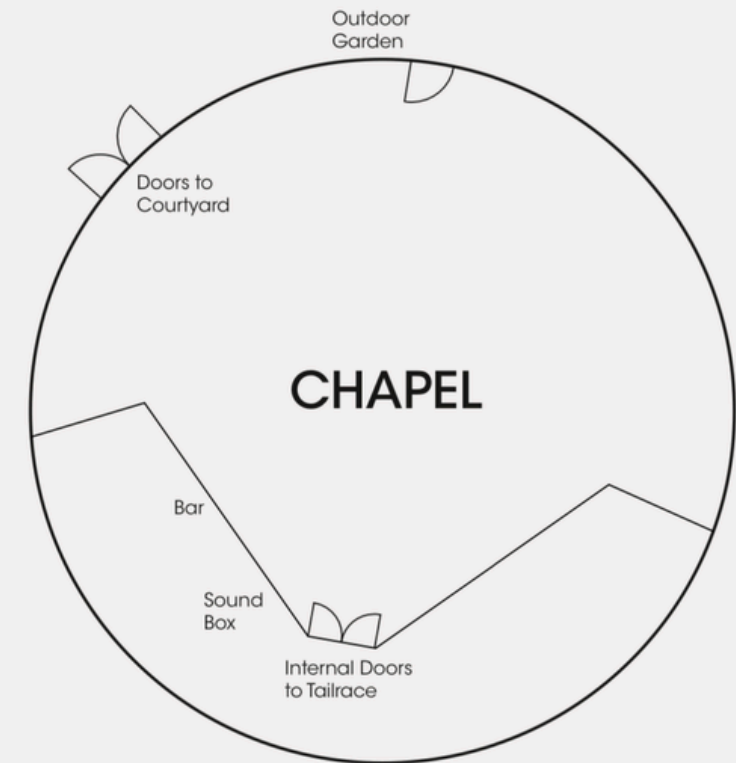 Outdoor
Garden
Doors to
Courtyard
CHAPEL
Bar
Sound
Box
Internal Doors
to Tailrace